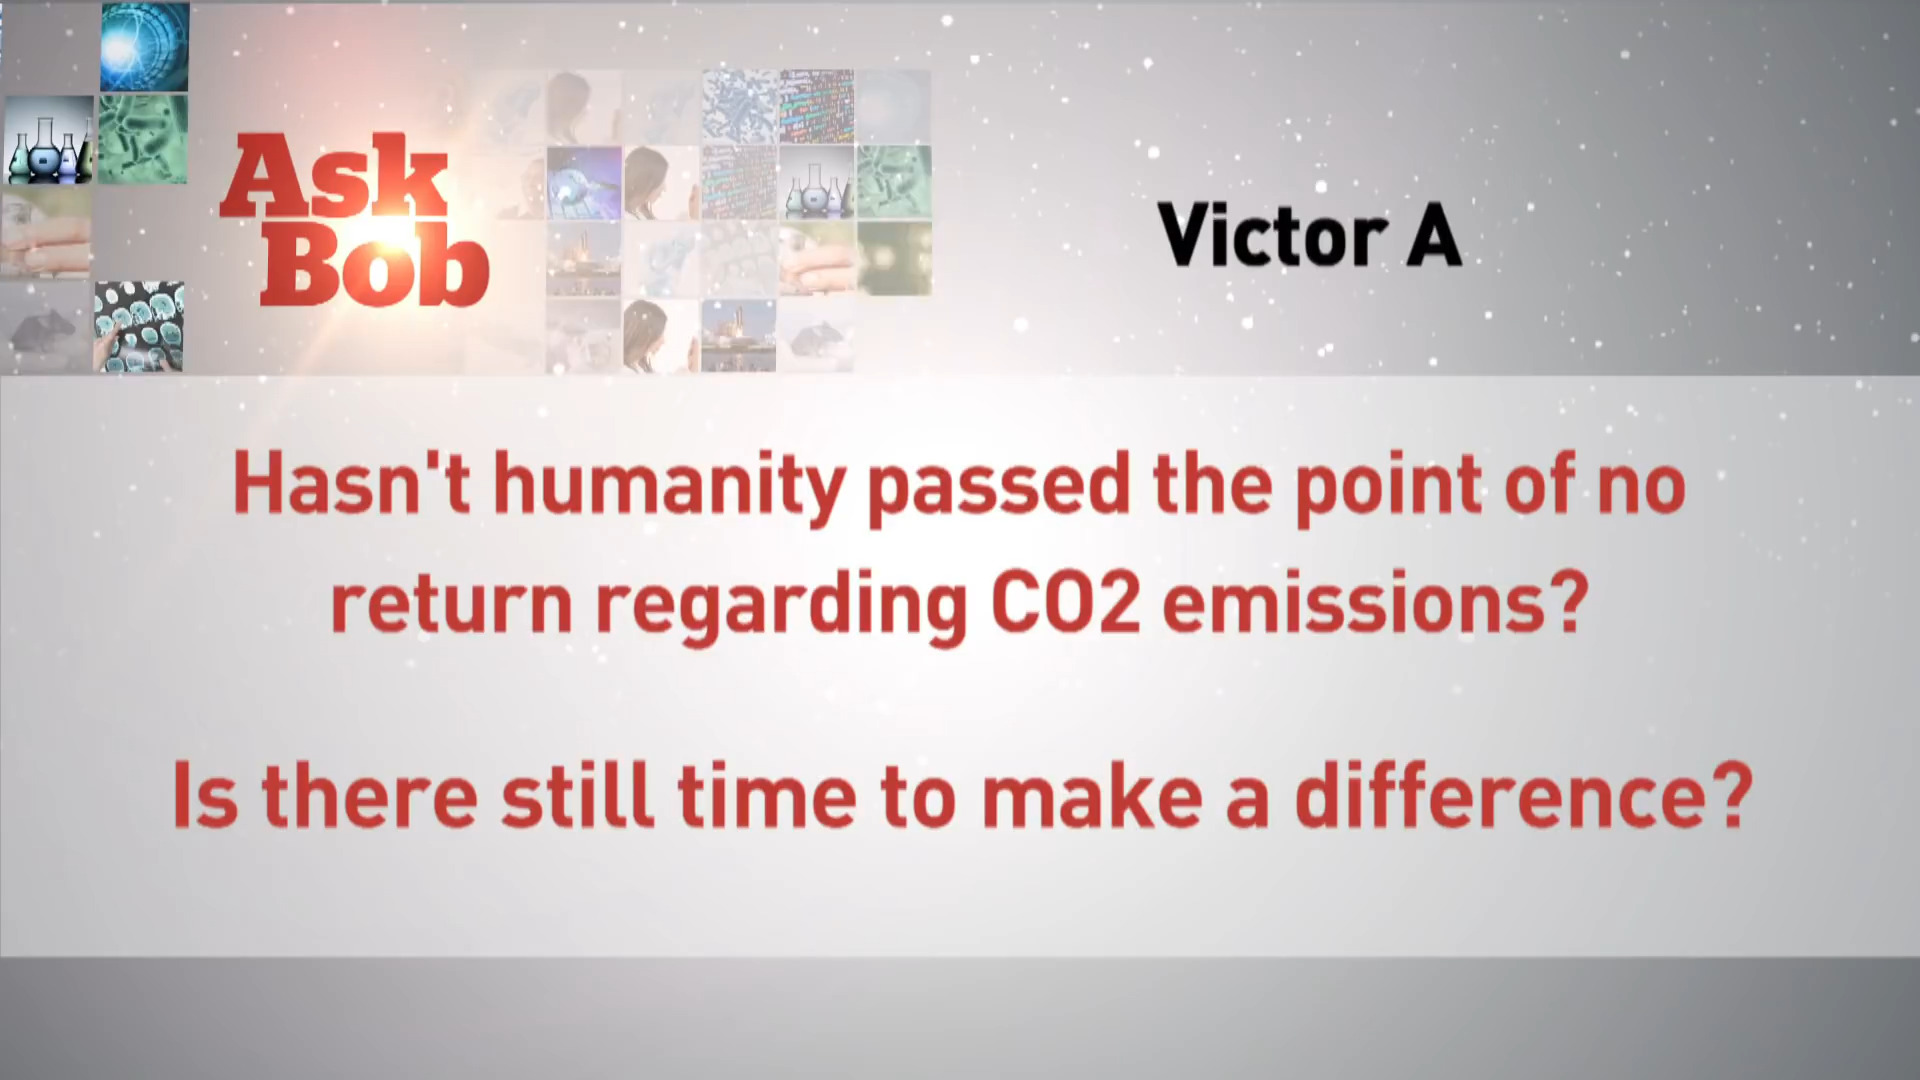 Ask
Bob
Victor A
Hasn't humanity passed the point of no
return regarding CO2 emissions?
Is there still time to make a difference?